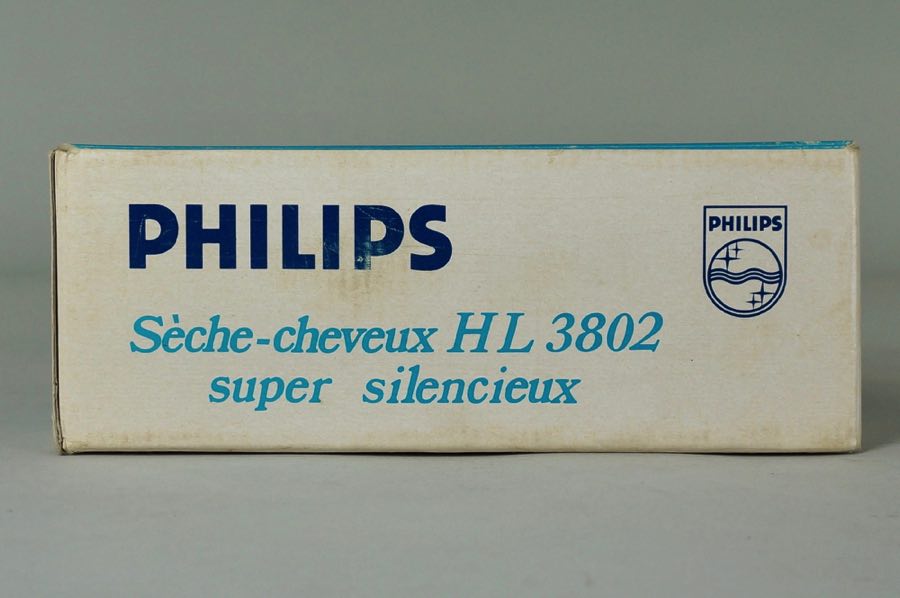 PHILIPS
PHILIPS
Sèche-cheveux HL 3802
super silencieux